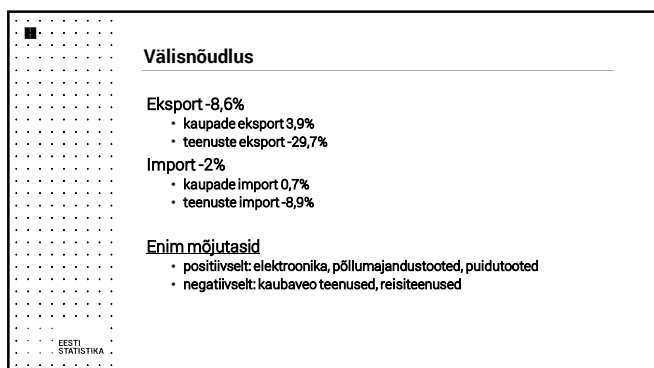 Välisnõudlus
Eksport -8,6%
• kaupade eksport 3,9%
• teenuste eksport -29,7%
Import -2%
• kaupade import 0,7%
• teenuste import -8,9%
Enim mõjutasid
• positiivselt: elektroonika, põllumajandustooted, puidutooted
• negatiivselt: kaubaveo teenused, reisiteenused
EESTI
STATISTIKA